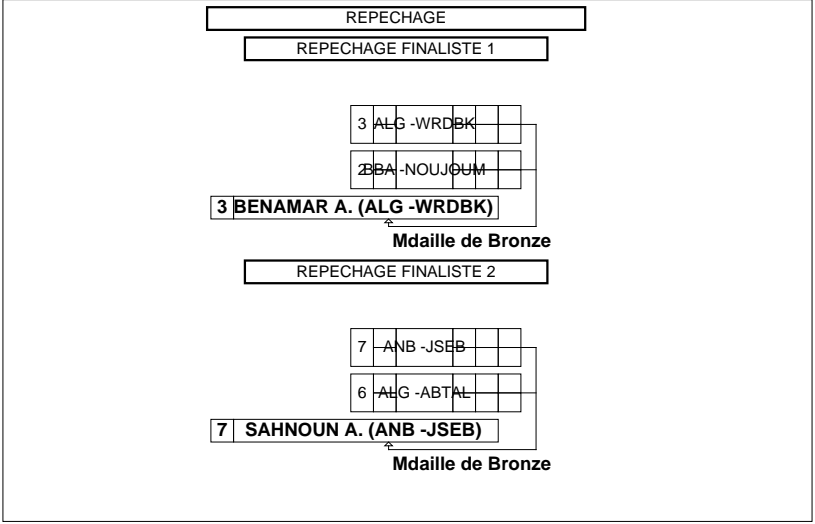 REPECHAGE
REPECHAGE FINALISTE 1
3 ALG -WRDBK
2 BBA -NOUJOUM
3 BENAMAR A. (ALG -WRDBK)
Mdaille de Bronze
REPECHAGE FINALISTE 2
7 ANB -JSEB
6 ALG -ABTAL
7 SAHNOUN A. (ANB -JSEB)
Mdaille de Bronze